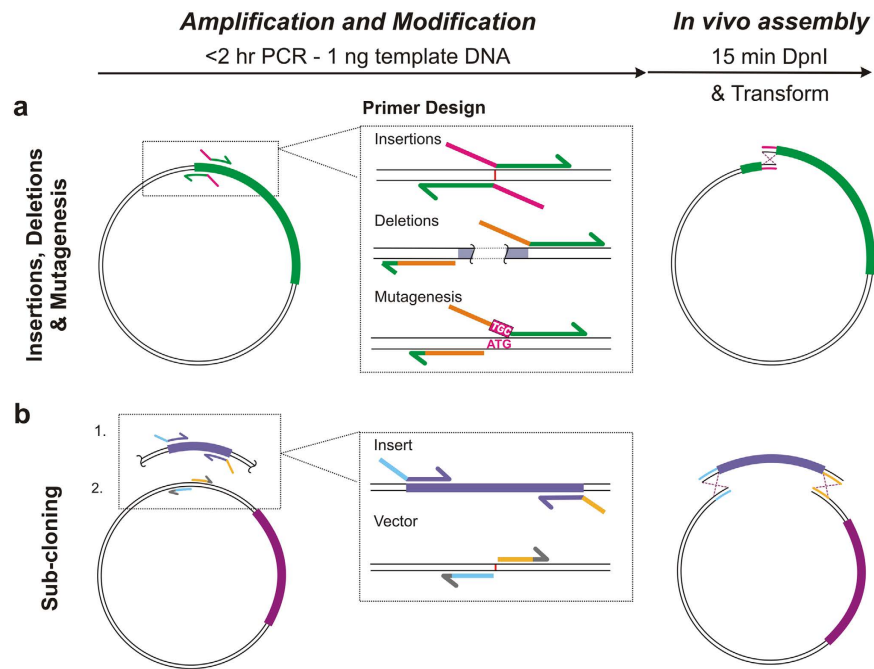 Amplification and Modification
In vivo assembly
<2 hr PCR - 1 ng template DNA
15 min DpnI
& Transform
a
Insertions, Deletions
& Mutagenesis
Primer Design
Insertions
Deletions
Mutagenesis
TGC
ATG
b
Sub-cloning
1.
2.
Insert
Vector